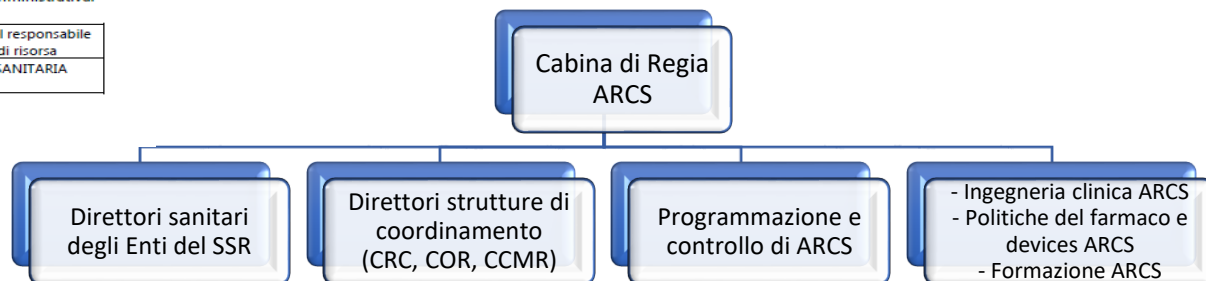 l responsabile
di risorsa
SANITARIA
Cabina di Regia
ARCS
Direttori sanitari
degli Enti del SSR
Direttori strutture di
coordinamento
(CRC, COR, CCMR)
Programmazione e
controllo di ARCS
- Ingegneria clinica ARCS
- Politiche del farmaco e
devices ARCS
- Formazione ARCS